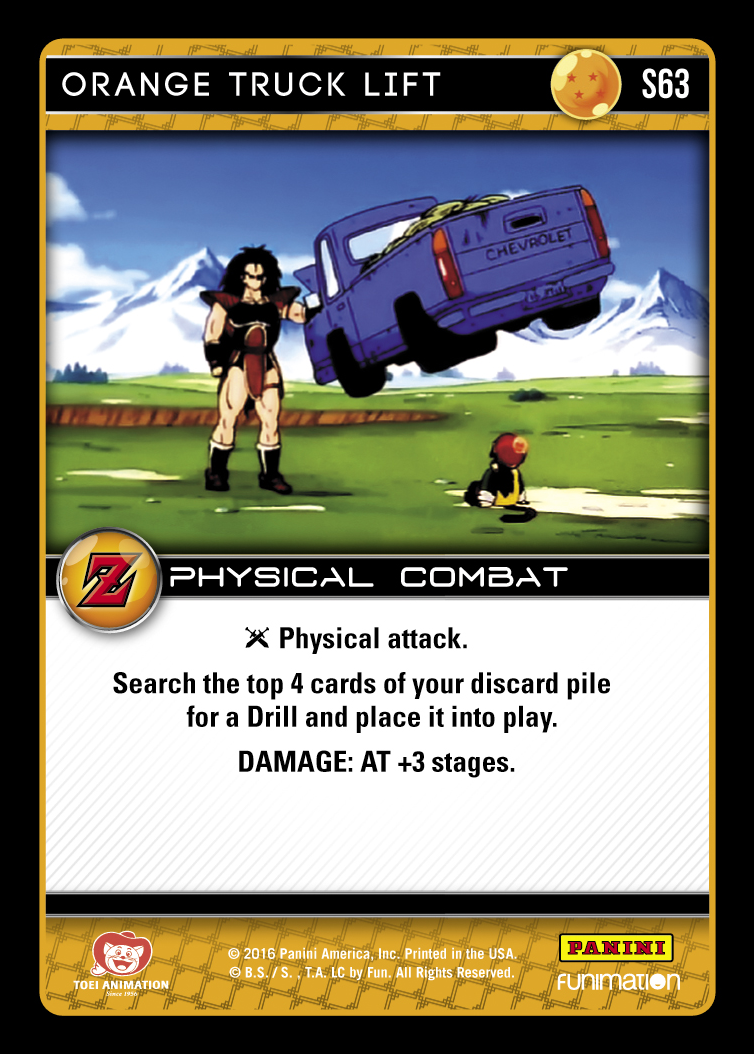 ORANGE TRUCK LIFT
S63
CHEVROLET
Z
PHYSICAL COMBAT
Physical attack.
Search the top 4 cards of your discard pile
for a Drill and place it into play.
DAMAGE: AT +3 stages.
TOEI ANIMATION
Since 1956
© 2016 Panini America, Inc. Printed in the USA.
© B.S. / S. , T.A. LC by Fun. All Rights Reserved.
PANINI
FUNIMATION